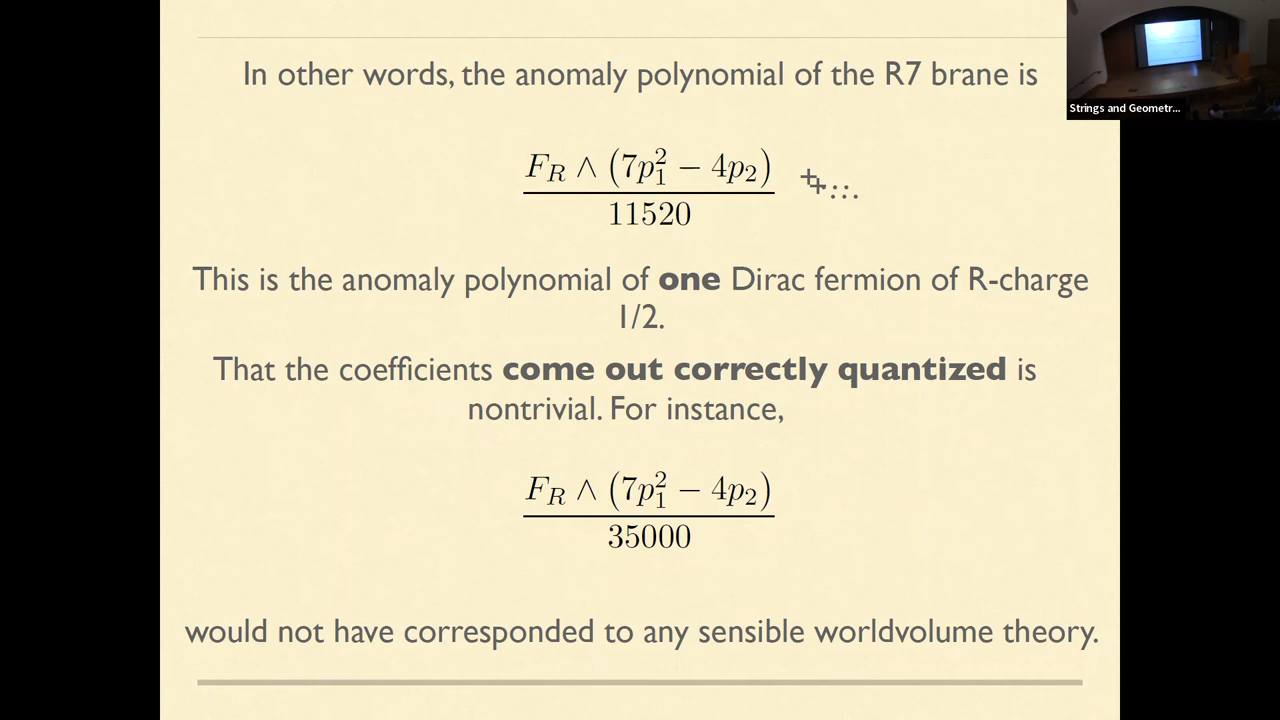 In other words, the anomaly polynomial of the R7 brane is
Strings and Geometr...
F_R ∧ (7p_1^2 − 4p_2)
11520
This is the anomaly polynomial of one Dirac fermion of R-charge
1/2.
That the coefficients come out correctly quantized is
nontrivial. For instance,
F_R ∧ (7p_1^2 − 4p_2)
35000
would not have corresponded to any sensible worldvolume theory.